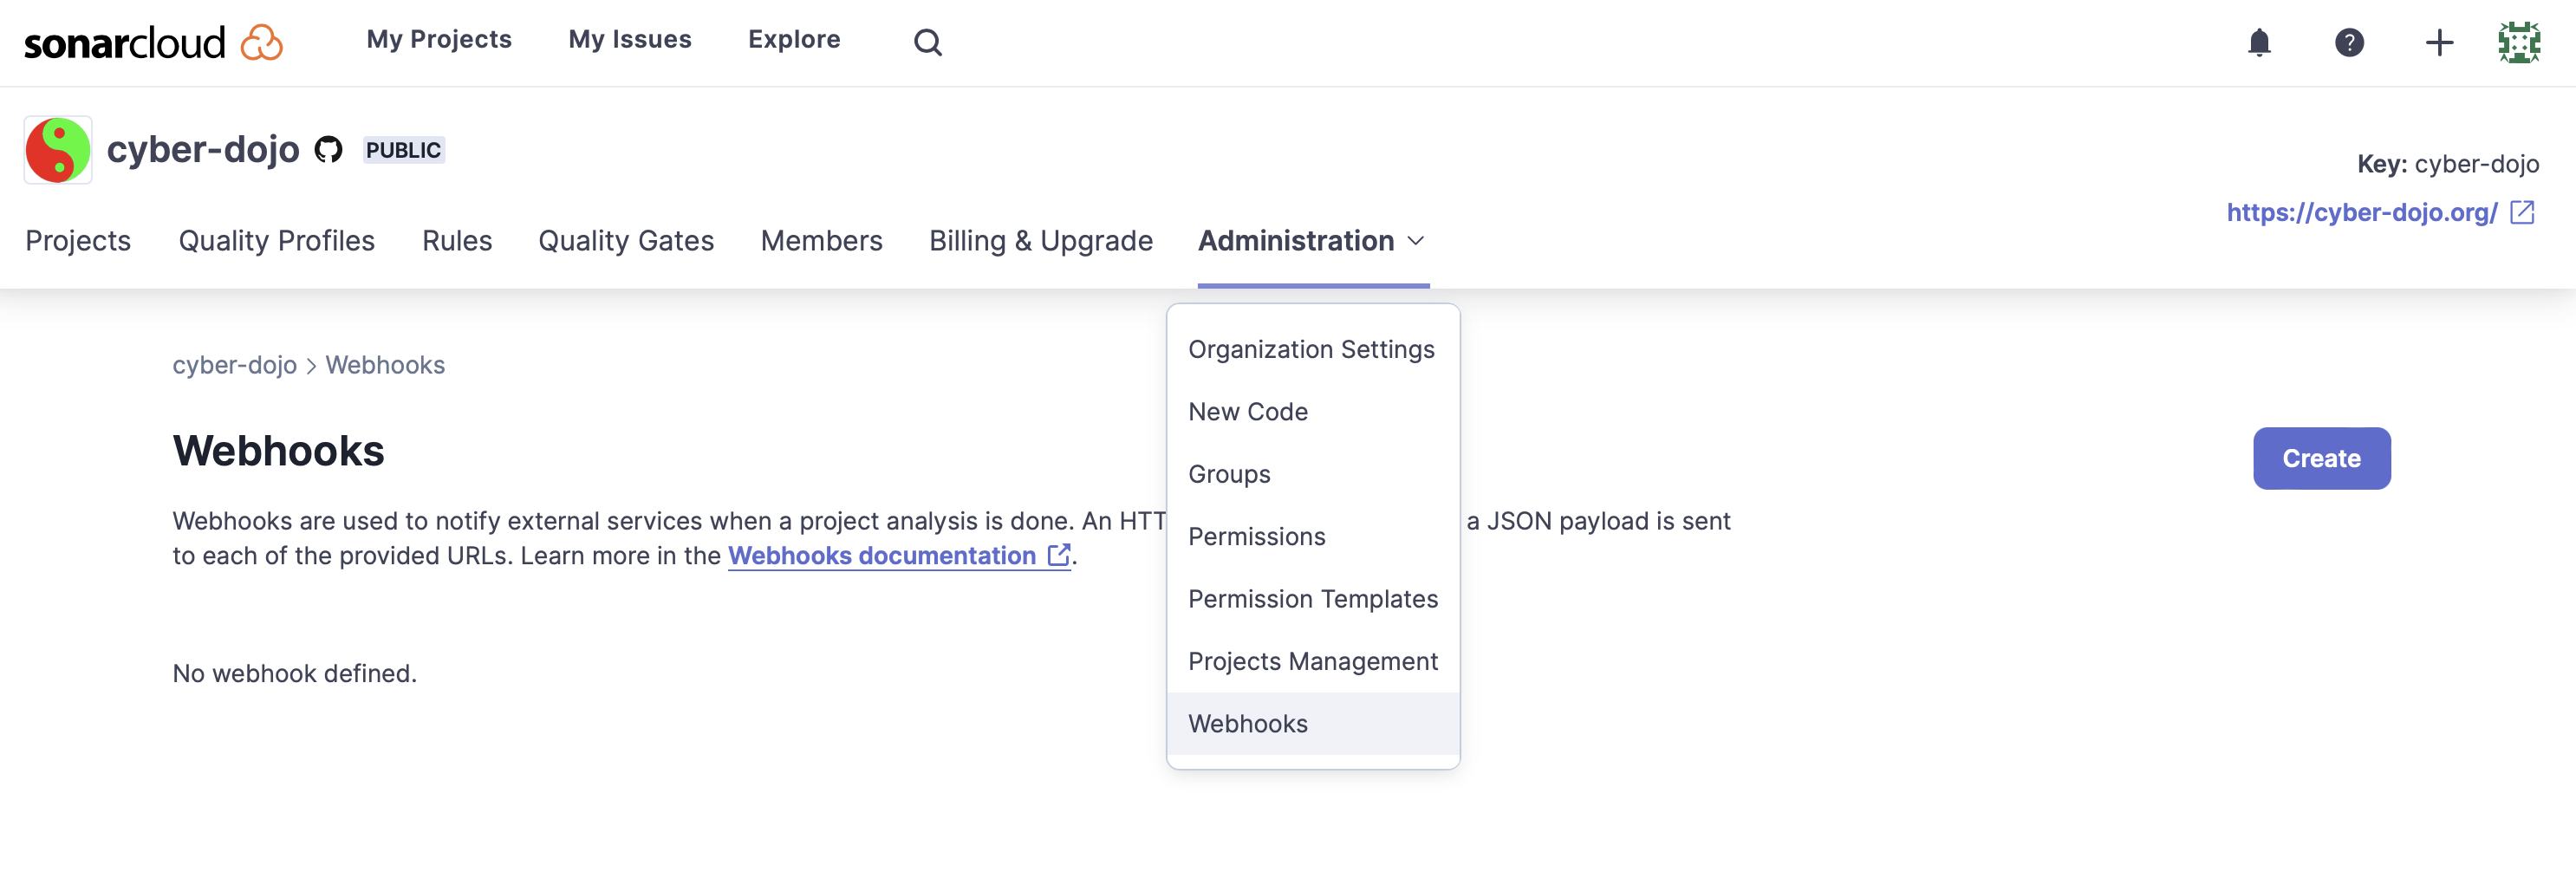 sonarcloud My Projects My Issues Explore
cyber-dojo PUBLIC
Key: cyber-dojo
https://cyber-dojo.org/
Projects Quality Profiles Rules Quality Gates Members Billing & Upgrade Administration
cyber-dojo > Webhooks
Webhooks
Create
Webhooks are used to notify external services when a project analysis is done. An HTT a JSON payload is sent
to each of the provided URLs. Learn more in the Webhooks documentation.
No webhook defined.
Organization Settings
New Code
Groups
Permissions
Permission Templates
Projects Management
Webhooks